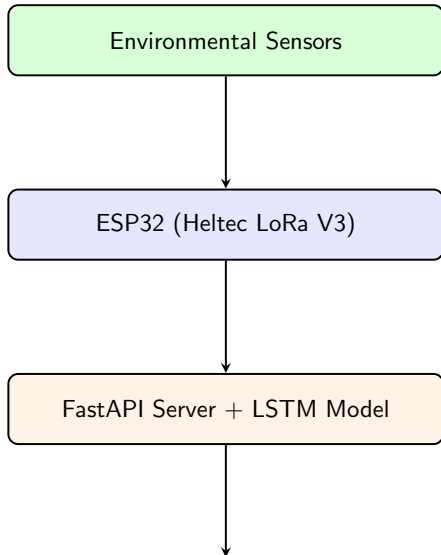 Environmental Sensors
ESP32 (Heltec LoRa V3)
FastAPI Server + LSTM Model